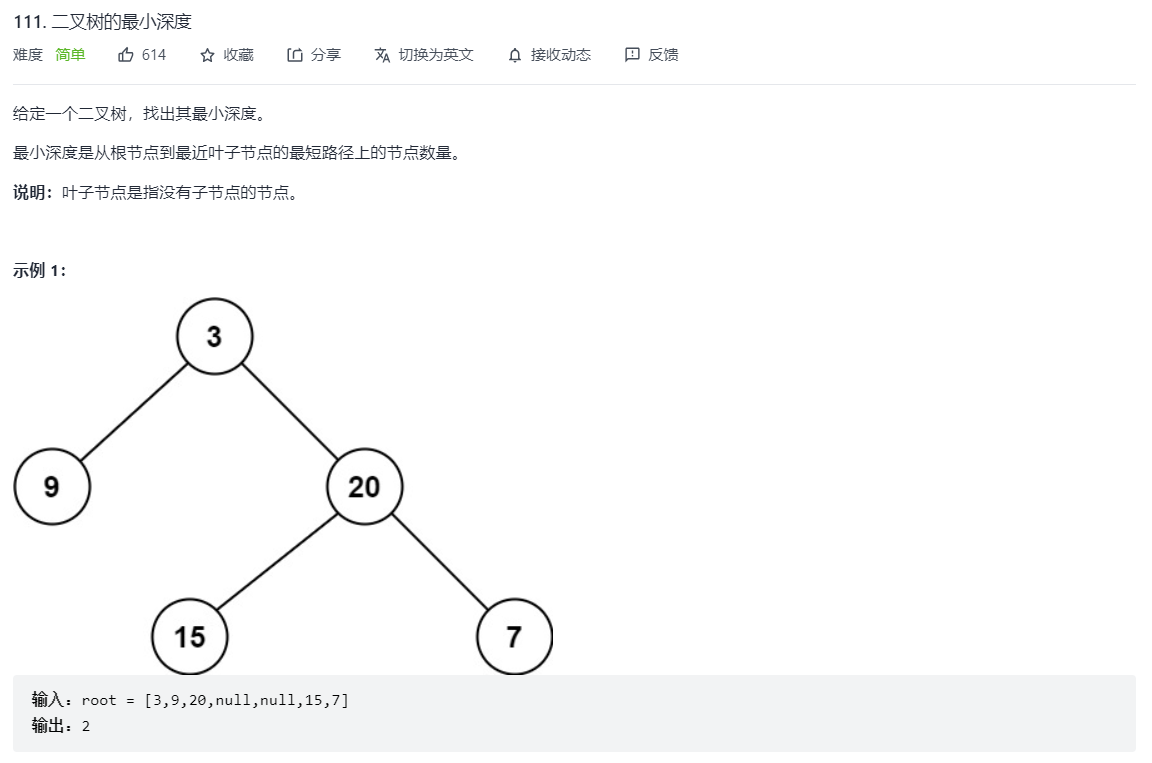 111. 二叉树的最小深度
难度 简单 614 收藏 分享 切换为英文 接收动态 反馈
给定一个二叉树，找出其最小深度。
最小深度是从根节点到最近叶子节点的最短路径上的节点数量。
说明：叶子节点是指没有子节点的节点。
示例 1：
3
9 20
15 7
输入：root = [3,9,20,null,null,15,7]
输出：2